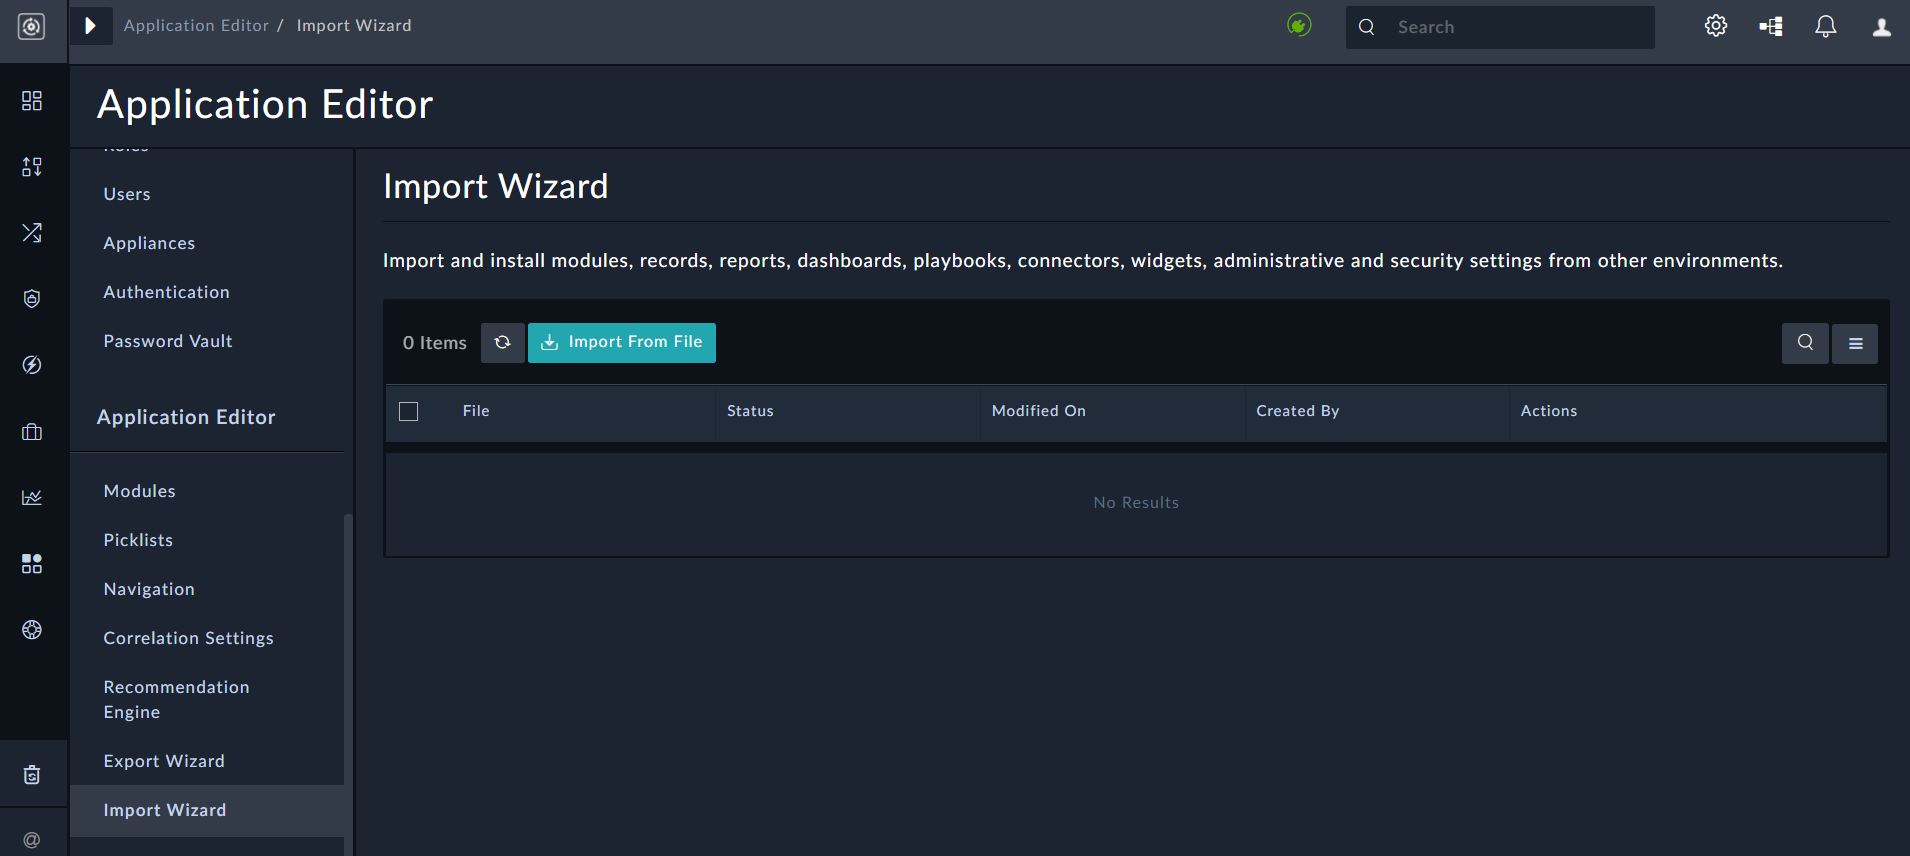 Application Editor / Import Wizard
Search
Application Editor
Users
Appliances
Authentication
Password Vault
Application Editor
Modules
Picklists
Navigation
Correlation Settings
Recommendation
Engine
Export Wizard
Import Wizard
@
Import Wizard
Import and install modules, records, reports, dashboards, playbooks, connectors, widgets, administrative and security settings from other environments.
0 Items Import From File
File Status Modified On Created By Actions
No Results